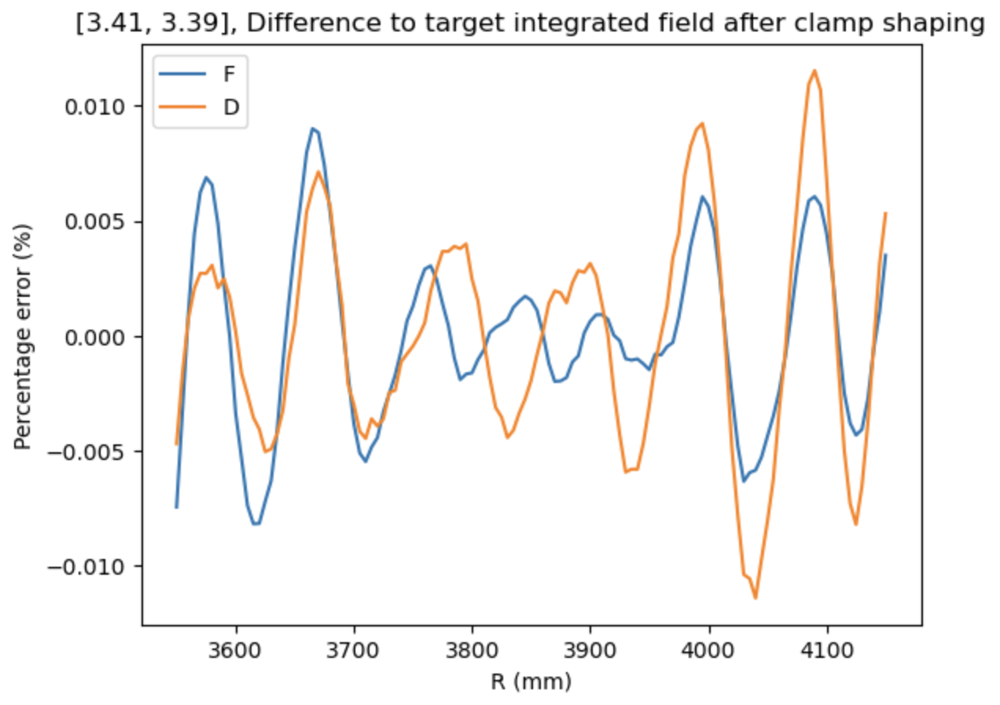 [3.41, 3.39], Difference to target integrated field after clamp shaping
F
D
0.010
0.005
0.000
−0.005
−0.010
Percentage error (%)
3600 3700 3800 3900 4000 4100
R (mm)